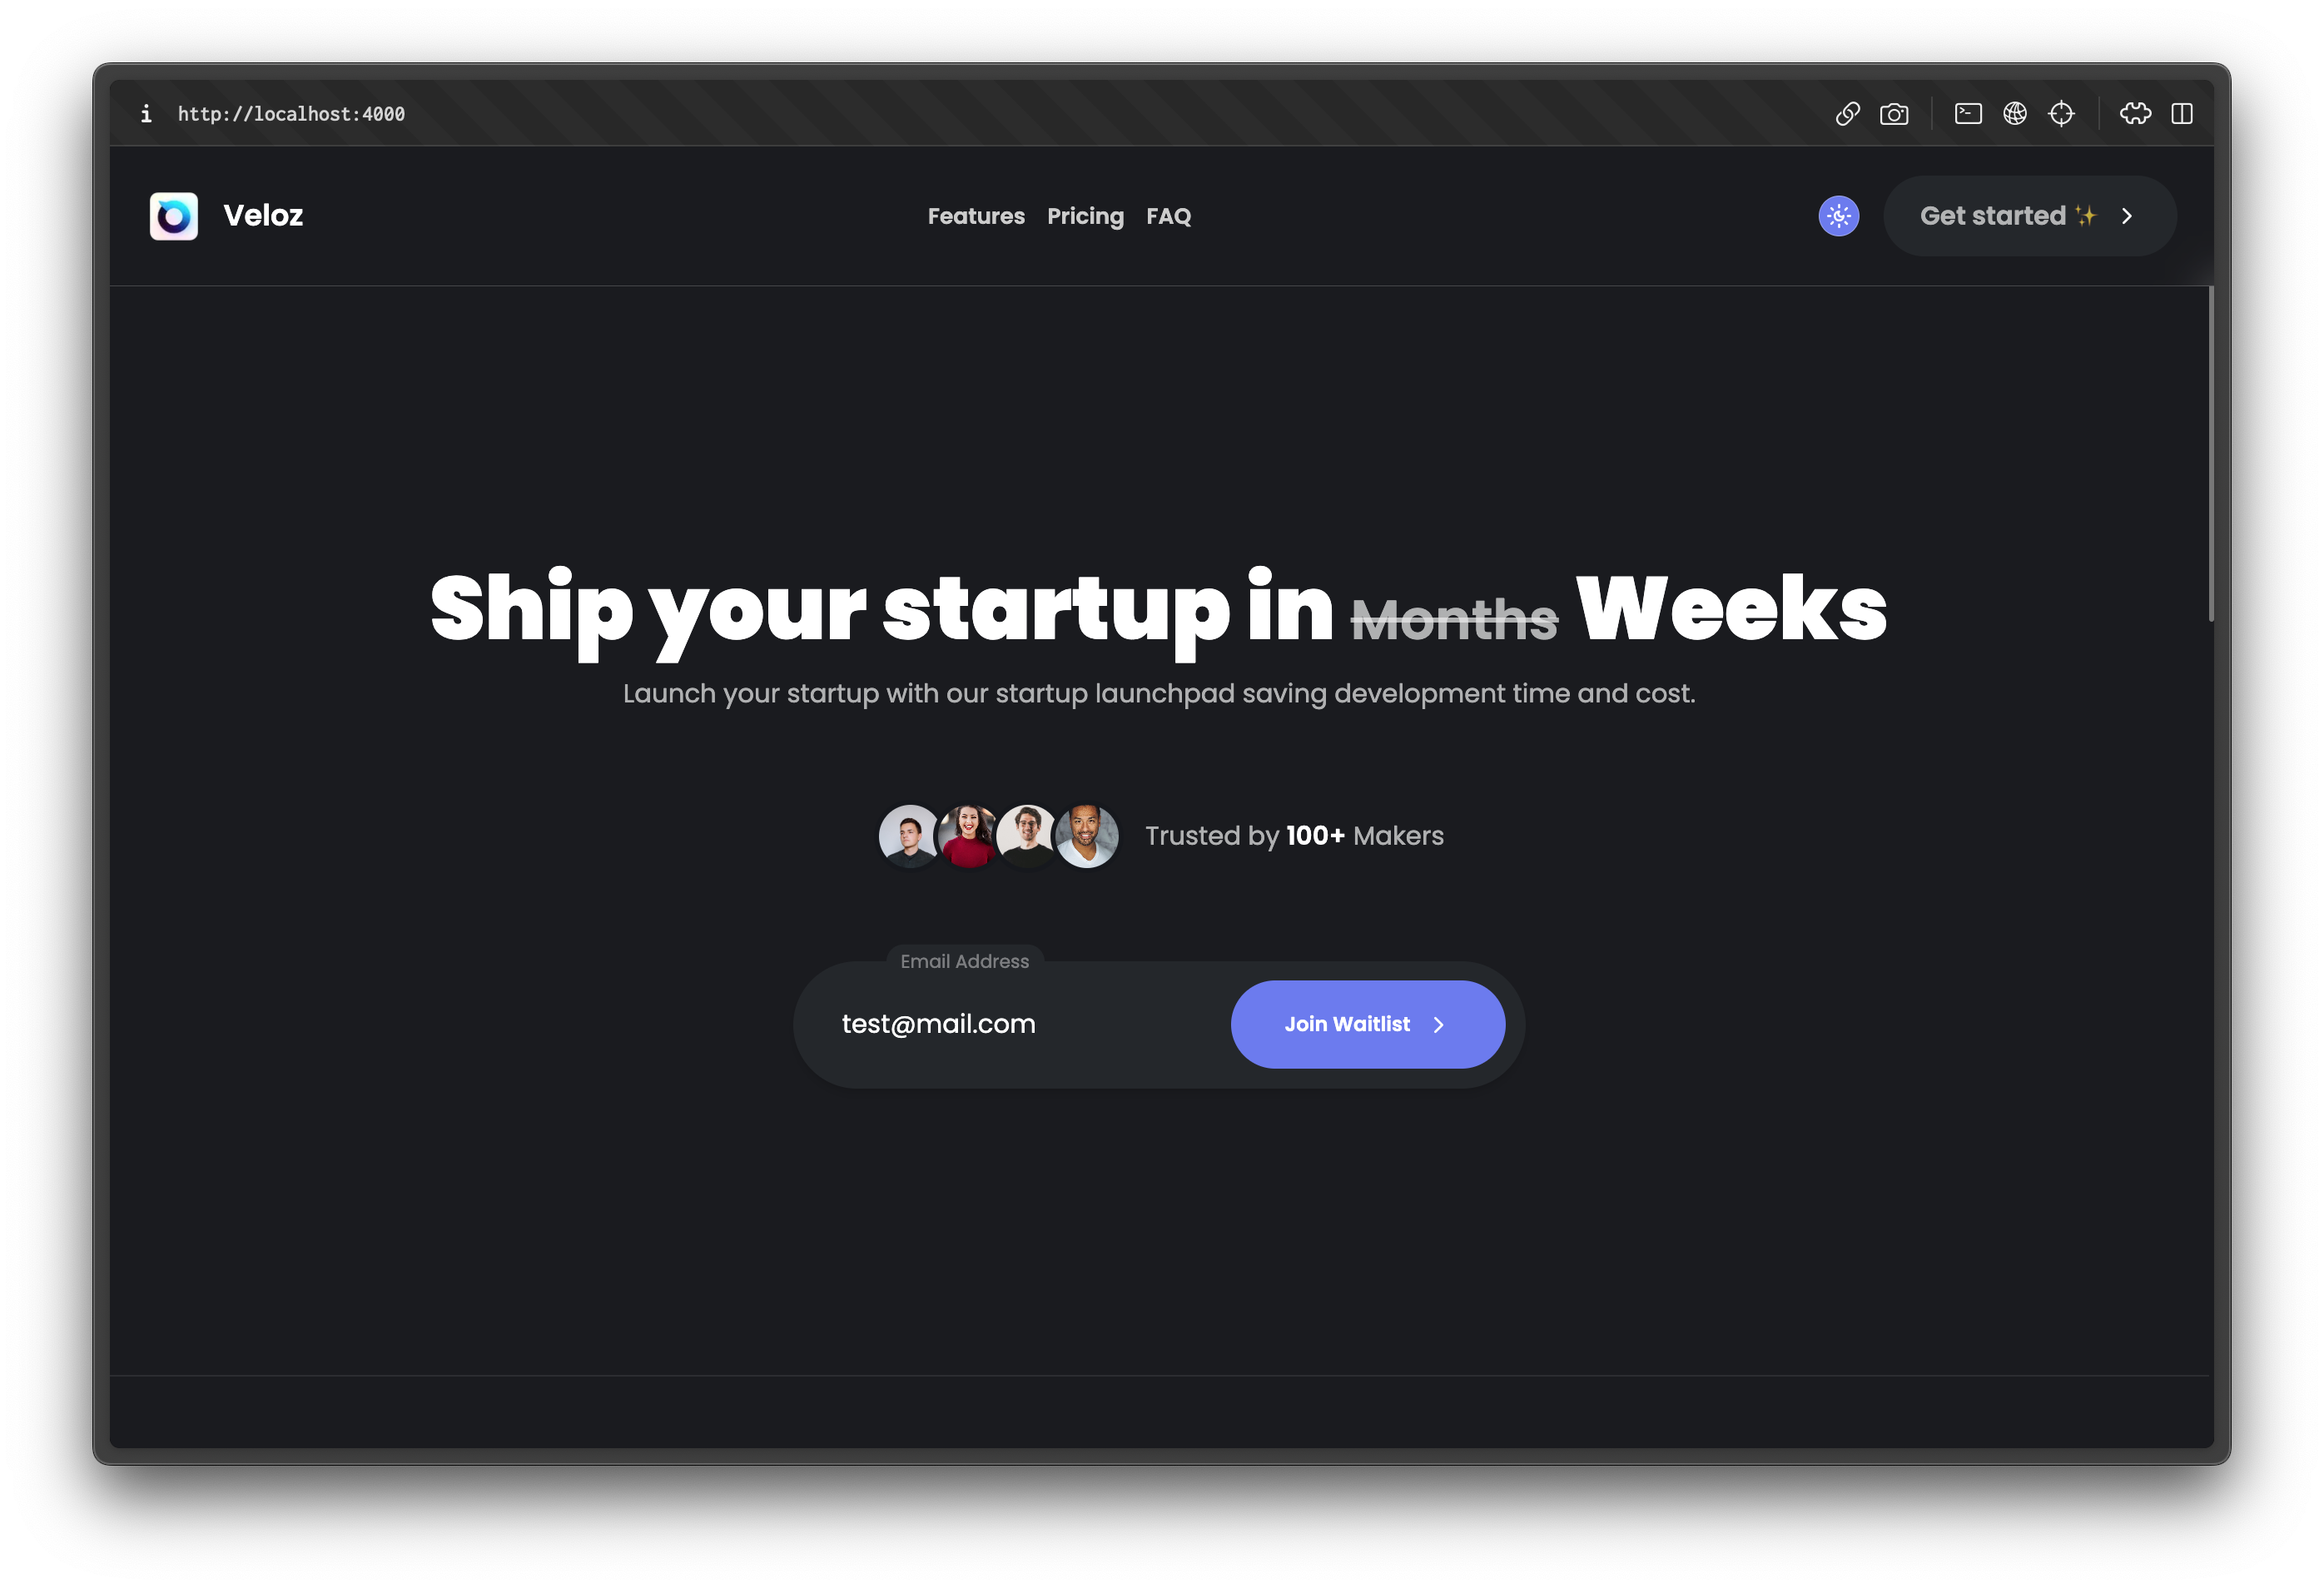 http://localhost:4000
Veloz
Features Pricing FAQ
Get started ✨
Ship your startup in Months Weeks
Launch your startup with our startup launchpad saving development time and cost.
Trusted by 100+ Makers
Email Address
test@mail.com
Join Waitlist